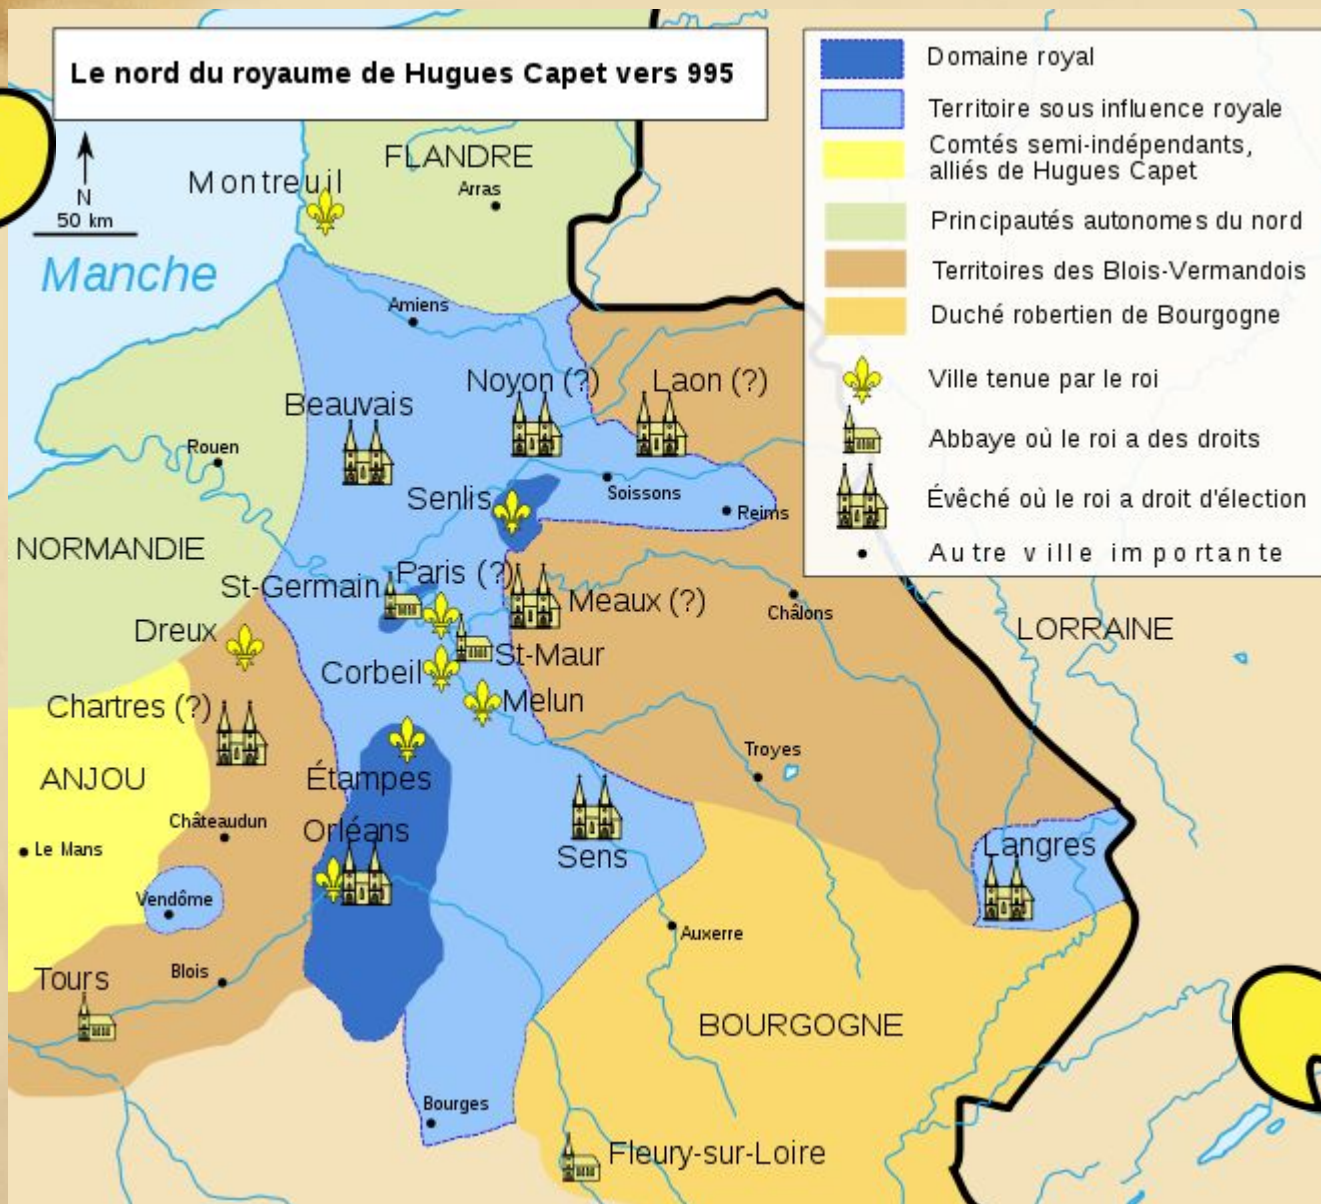 Le nord du royaume de Hugues Capet vers 995
Domaine royal
Territoire sous influence royale
Comtés semi-indépendants,
alliés de Hugues Capet
Principautés autonomes du nord
Territoires des Blois-Vermandois
Duché robertien de Bourgogne
Ville tenue par le roi
Abbaye où le roi a des droits
Évêché où le roi a droit d'élection
Autre ville importante
N
50 km
Manche
FLANDRE
Montreuil
Arras
Amiens
Noyon (?)
Laon (?)
Beauvais
Rouen
Senlis
Soissons
Reims
NORMANDIE
St-Germain
Paris (?)
Meaux (?)
Châlons
LORRAINE
Dreux
St-Maur
Corbeil
Melun
Chartres (?)
Troyes
ANJOU
Étampes
Châteaudun
Orléans
Le Mans
Sens
Langres
Vendôme
Auxerre
Tours
Blois
BOURGOGNE
Bourges
Fleury-sur-Loire